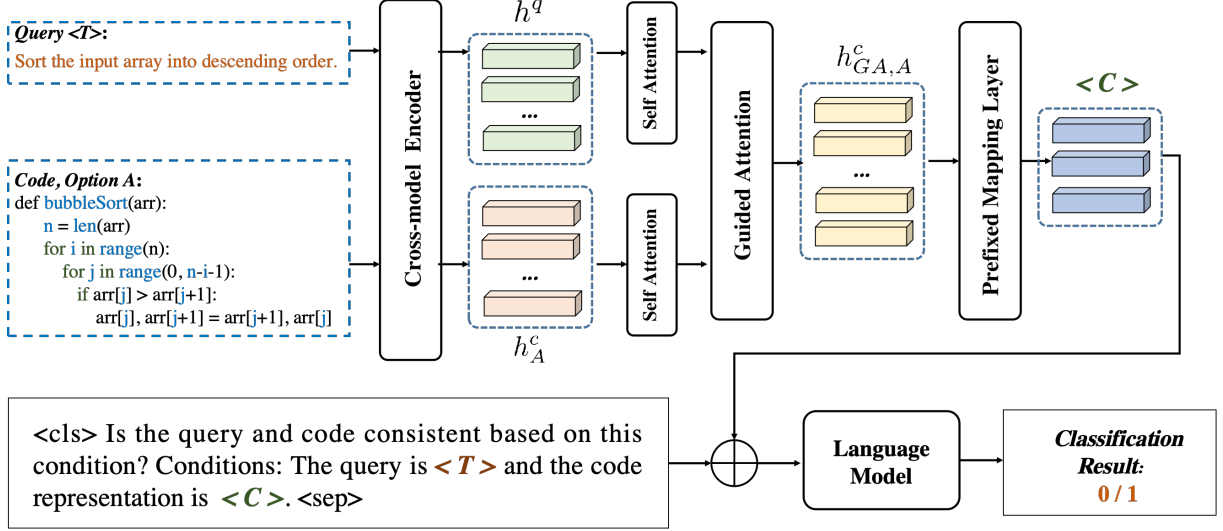 Query <T>:
Sort the input array into descending order.
Code, Option A:
def bubbleSort(arr):
n = len(arr)
for i in range(n):
for j in range(0, n-i-1):
if arr[j] > arr[j+1]:
arr[j], arr[j+1] = arr[j+1], arr[j]
Cross-model Encoder
h^q
...
...
h^c_A
Self Attention
Self Attention
Guided Attention
h^c_{GA,A}
...
Prefixed Mapping Layer
<C>
<cls> Is the query and code consistent based on this
condition? Conditions: The query is <T> and the code
representation is <C>. <sep>
Language
Model
Classification
Result:
0 / 1